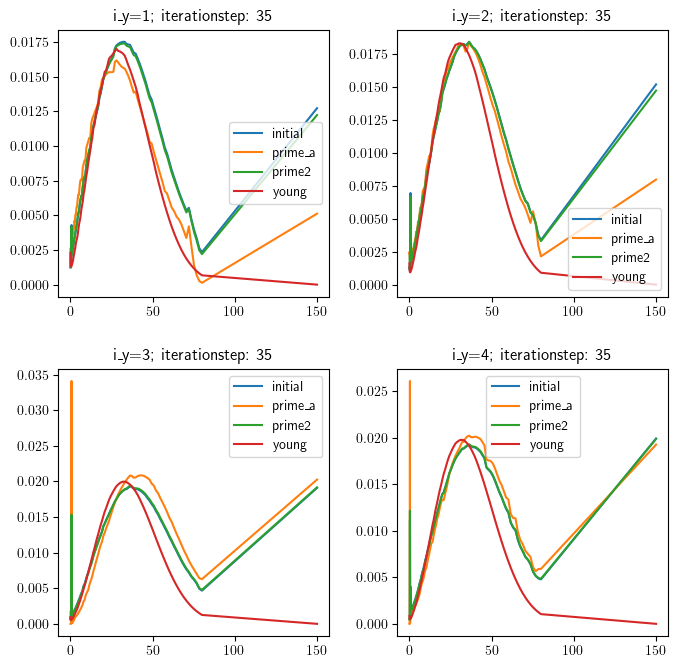 i_y=1; iterationstep: 35
0.0175
0.0150
0.0125
0.0100
0.0075
0.0050
0.0025
0.0000
initial
prime_a
prime2
young
0 50 100 150
i_y=2; iterationstep: 35
0.0175
0.0150
0.0125
0.0100
0.0075
0.0050
0.0025
0.0000
initial
prime_a
prime2
young
0 50 100 150
i_y=3; iterationstep: 35
0.035
0.030
0.025
0.020
0.015
0.010
0.005
0.000
initial
prime_a
prime2
young
0 50 100 150
i_y=4; iterationstep: 35
0.025
0.020
0.015
0.010
0.005
0.000
initial
prime_a
prime2
young
0 50 100 150